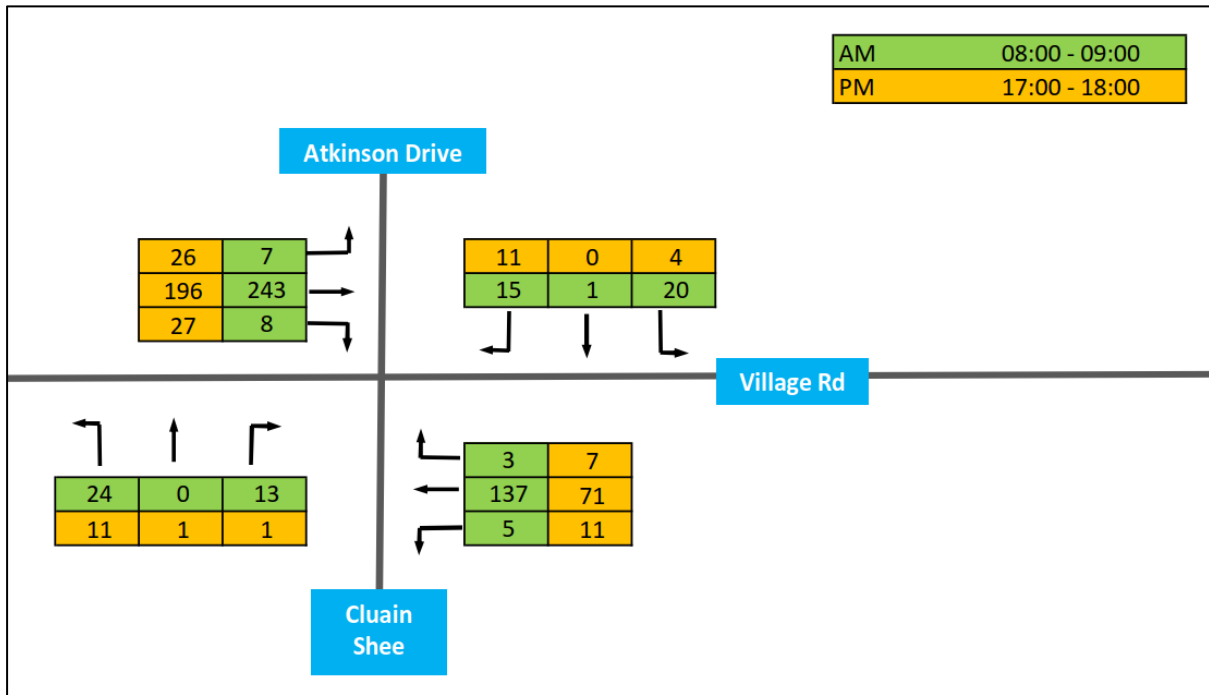 AM 08:00 - 09:00
PM 17:00 - 18:00
Atkinson Drive
26 7
196 243
27 8
11 0 4
15 1 20
Village Rd
24 0 13
11 1 1
3 7
137 71
5 11
Cluain
Shee